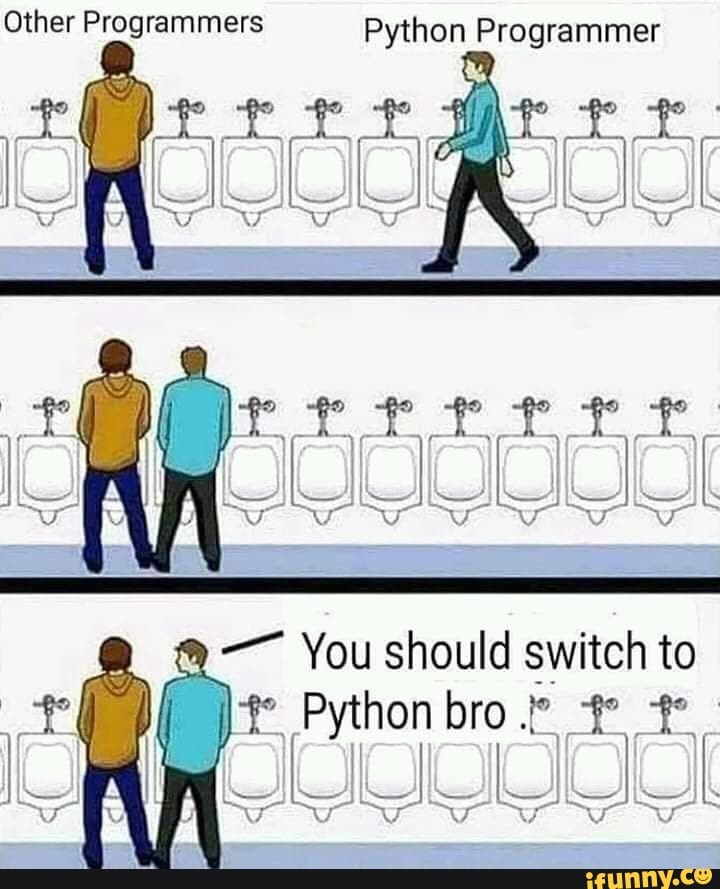 Other Programmers
Python Programmer
You should switch to
Python bro .
ifunny.co